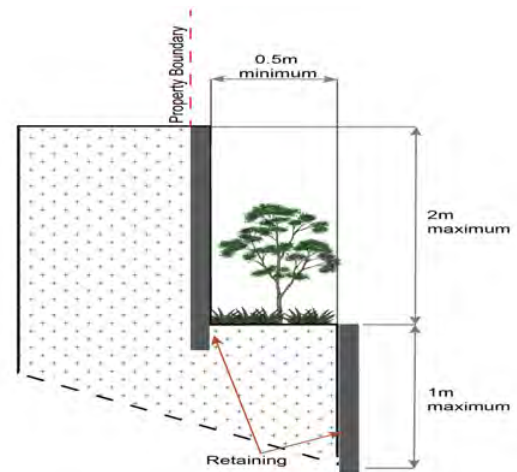 Property Boundary
0.5m
minimum
2m
maximum
1m
maximum
Retaining